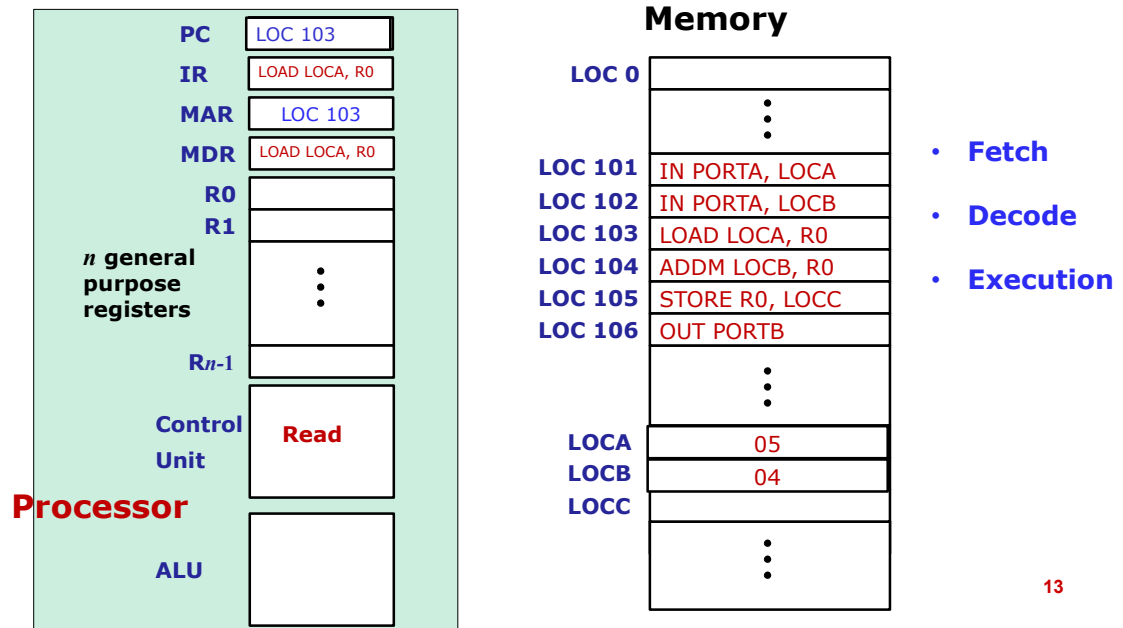 PC LOC 103
IR LOAD LOCA, R0
MAR LOC 103
MDR LOAD LOCA, R0
R0
R1
n general
purpose
registers
Rn-1
Control
Unit
Read
Processor
ALU
Memory
LOC 0
LOC 101 IN PORTA, LOCA
LOC 102 IN PORTA, LOCB
LOC 103 LOAD LOCA, R0
LOC 104 ADDM LOCB, R0
LOC 105 STORE R0, LOCC
LOC 106 OUT PORTB
LOCA 05
LOCB 04
LOCC
• Fetch
• Decode
• Execution
13